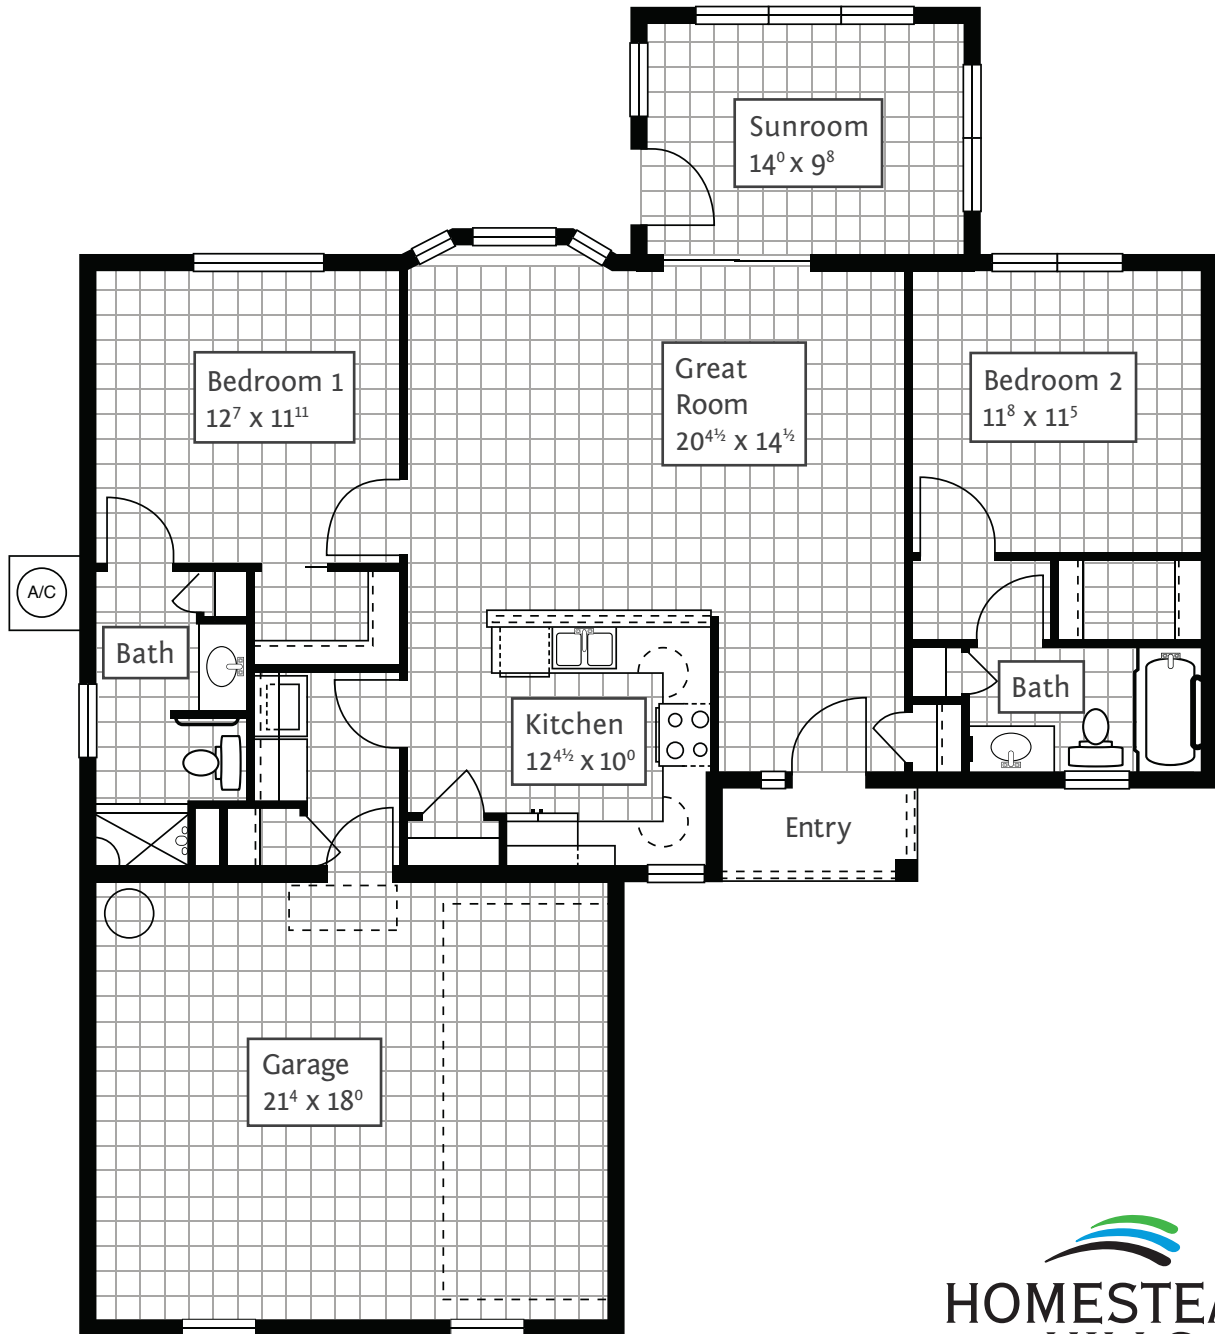 Sunroom
14⁰ x 9⁸
Bedroom 1
12⁷ x 11¹¹
Great
Room
20⁴½ x 14½
Bedroom 2
11⁸ x 11⁵
A/C
Bath
Bath
Kitchen
12⁴½ x 10⁰
Entry
Garage
21⁴ x 18⁰